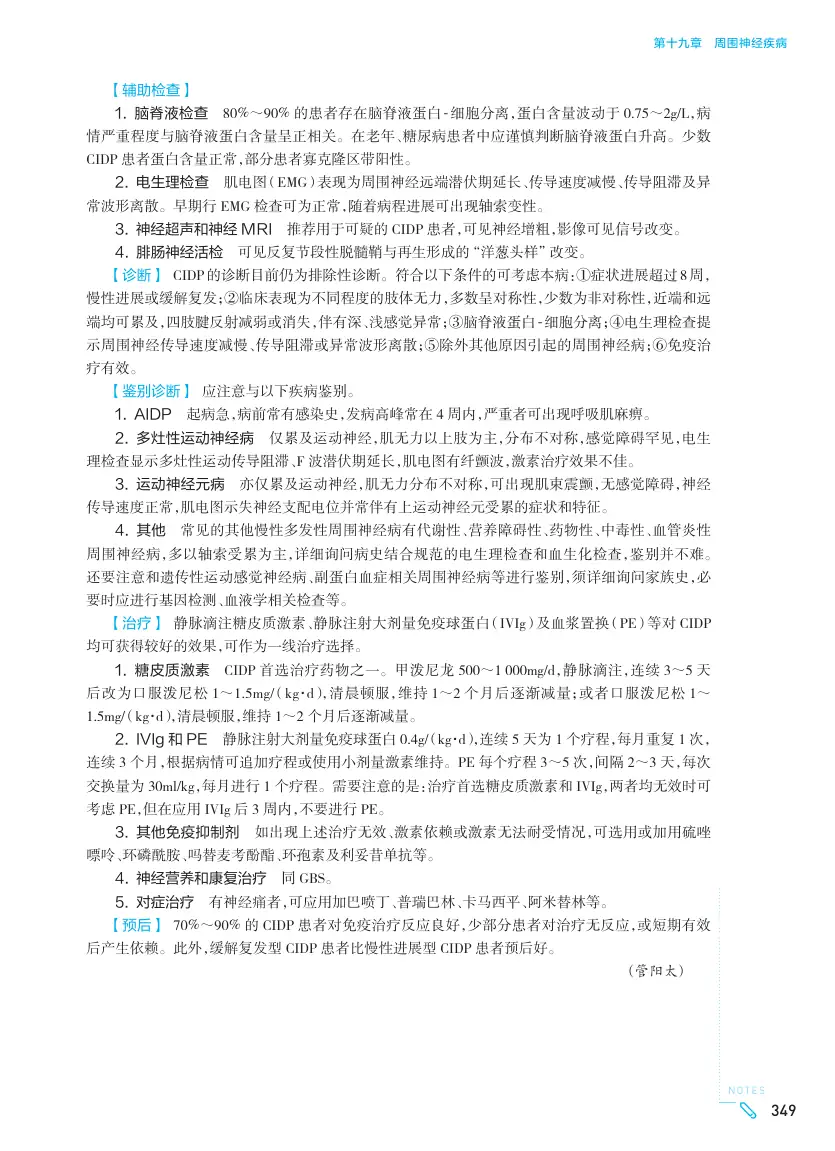 第十九章　周围神经疾病
【辅助检查】
1. 脑脊液检查　80%～90% 的患者存在脑脊液蛋白-细胞分离,蛋白含量波动于 0.75～2g/L,病
情严重程度与脑脊液蛋白含量呈正相关。在老年、糖尿病患者中应谨慎判断脑脊液蛋白升高。少数
CIDP 患者蛋白含量正常,部分患者寡克隆区带阳性。
2. 电生理检查　肌电图(EMG)表现为周围神经远端潜伏期延长、传导速度减慢、传导阻滞及异
常波形离散。早期行 EMG 检查可为正常,随着病程进展可出现轴索变性。
3. 神经超声和神经 MRI　推荐用于可疑的 CIDP 患者,可见神经增粗,影像可见信号改变。
4. 腓肠神经活检　可见反复节段性脱髓鞘与再生形成的“洋葱头样”改变。
【诊断】 CIDP的诊断目前仍为排除性诊断。符合以下条件的可考虑本病:①症状进展超过8周,
慢性进展或缓解复发;②临床表现为不同程度的肢体无力,多数呈对称性,少数为非对称性,近端和远
端均可累及,四肢腱反射减弱或消失,伴有深、浅感觉异常;③脑脊液蛋白-细胞分离;④电生理检查提
示周围神经传导速度减慢、传导阻滞或异常波形离散;⑤除外其他原因引起的周围神经病;⑥免疫治
疗有效。
【鉴别诊断】 应注意与以下疾病鉴别。
1. AIDP　起病急,病前常有感染史,发病高峰常在 4 周内,严重者可出现呼吸肌麻痹。
2. 多灶性运动神经病　仅累及运动神经,肌无力以上肢为主,分布不对称,感觉障碍罕见,电生
理检查显示多灶性运动传导阻滞、F 波潜伏期延长,肌电图有纤颤波,激素治疗效果不佳。
3. 运动神经元病　亦仅累及运动神经,肌无力分布不对称,可出现肌束震颤,无感觉障碍,神经
传导速度正常,肌电图示失神经支配电位并常伴有上运动神经元受累的症状和特征。
4. 其他　常见的其他慢性多发性周围神经病有代谢性、营养障碍性、药物性、中毒性、血管炎性
周围神经病,多以轴索受累为主,详细询问病史结合规范的电生理检查和血生化检查,鉴别并不难。
还要注意和遗传性运动感觉神经病、副蛋白血症相关周围神经病等进行鉴别,须详细询问家族史,必
要时应进行基因检测、血液学相关检查等。
【治疗】 静脉滴注糖皮质激素、静脉注射大剂量免疫球蛋白(IVIg)及血浆置换(PE)等对 CIDP
均可获得较好的效果,可作为一线治疗选择。
1. 糖皮质激素　CIDP 首选治疗药物之一。甲泼尼龙 500～1 000mg/d,静脉滴注,连续 3～5 天
后改为口服泼尼松 1～1.5mg/(kg·d),清晨顿服,维持 1～2 个月后逐渐减量;或者口服泼尼松 1～
1.5mg/(kg·d),清晨顿服,维持 1～2 个月后逐渐减量。
2. IVIg 和 PE　静脉注射大剂量免疫球蛋白 0.4g/(kg·d),连续 5 天为 1 个疗程,每月重复 1 次,
连续 3 个月,根据病情可追加疗程或使用小剂量激素维持。PE 每个疗程 3～5 次,间隔 2～3 天,每次
交换量为 30ml/kg,每月进行 1 个疗程。需要注意的是:治疗首选糖皮质激素和 IVIg,两者均无效时可
考虑 PE,但在应用 IVIg 后 3 周内,不要进行 PE。
3. 其他免疫抑制剂　如出现上述治疗无效、激素依赖或激素无法耐受情况,可选用或加用硫唑
嘌呤、环磷酰胺、吗替麦考酚酯、环孢素及利妥昔单抗等。
4. 神经营养和康复治疗　同 GBS。
5. 对症治疗　有神经痛者,可应用加巴喷丁、普瑞巴林、卡马西平、阿米替林等。
【预后】 70%～90% 的 CIDP 患者对免疫治疗反应良好,少部分患者对治疗无反应,或短期有效
后产生依赖。此外,缓解复发型 CIDP 患者比慢性进展型 CIDP 患者预后好。
(管阳太)
NOTES
349